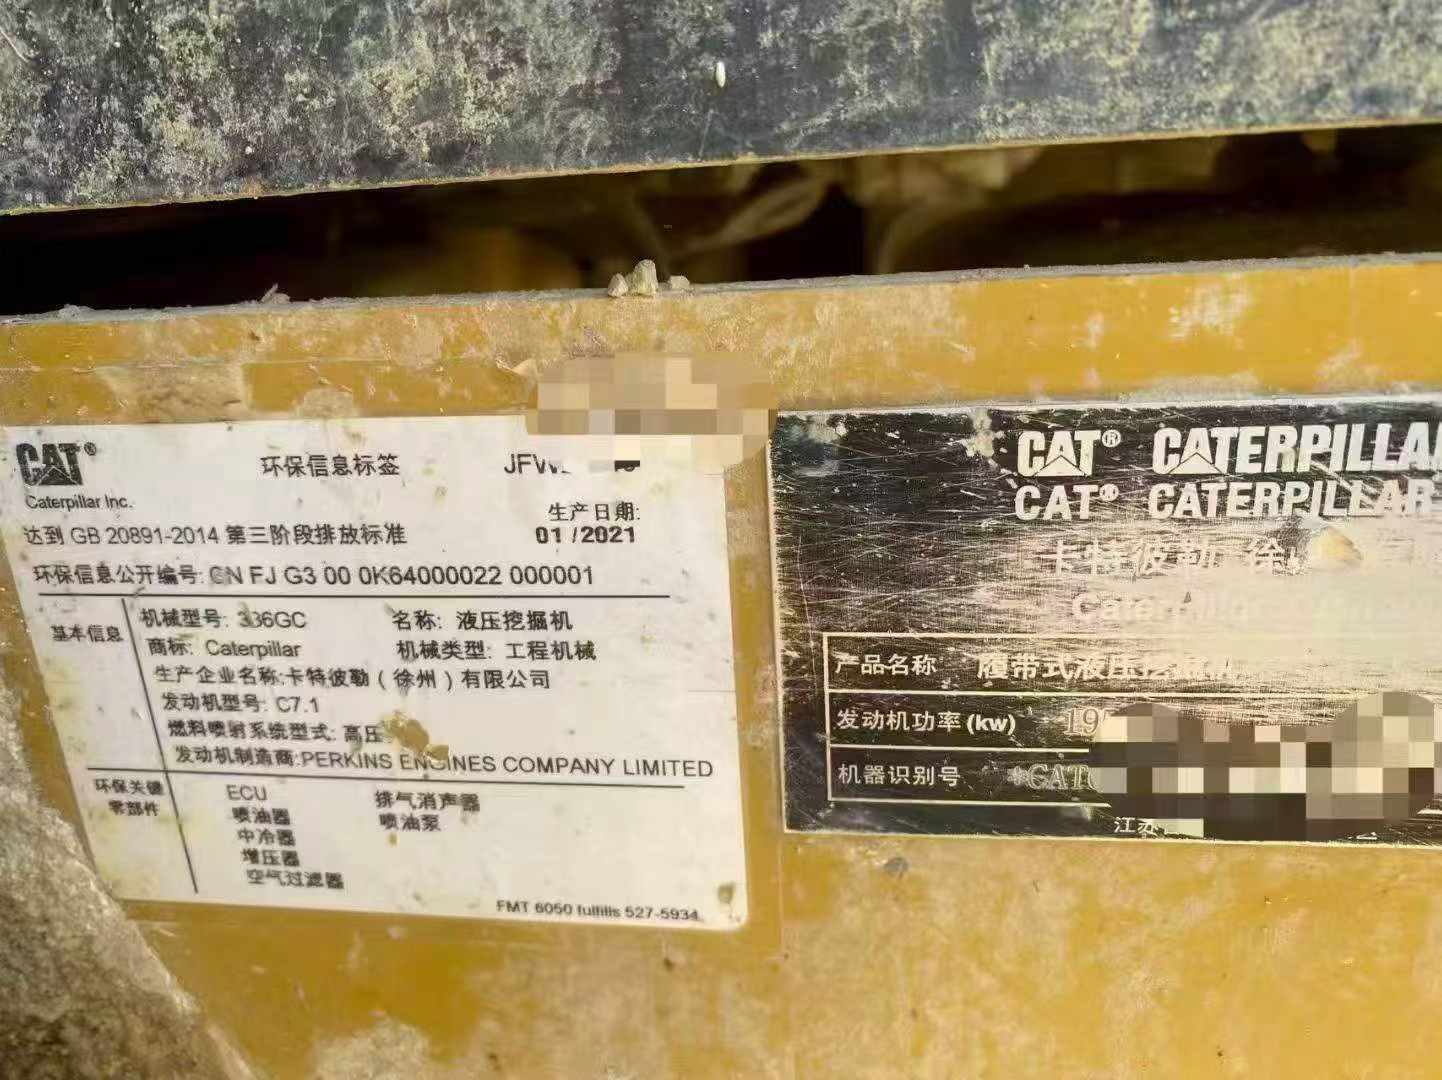 CAT®
Caterpillar Inc.
环保信息标签
生产日期:
01/2021
达到 GB 20891-2014 第三阶段排放标准
环保信息公开编号: CN FJ G3 00 0K64000022 000001
基本信息
机械型号: 336GC 名称: 液压挖掘机
商标: Caterpillar 机械类型: 工程机械
生产企业名称:卡特彼勒（徐州）有限公司
发动机型号: C7.1
燃料喷射系统型式: 高压
发动机制造商:PERKINS ENGINES COMPANY LIMITED
环保关键
零部件
ECU 排气消声器
喷油器 喷油泵
中冷器
增压器
空气过滤器
FMT 6050 fulfills 527-5934
CAT® CATERPILLAR
CAT® CATERPILLAR
卡特彼勒 徐
产品名称 履带式液压挖掘机
发动机功率(kw)
机器识别号
江苏